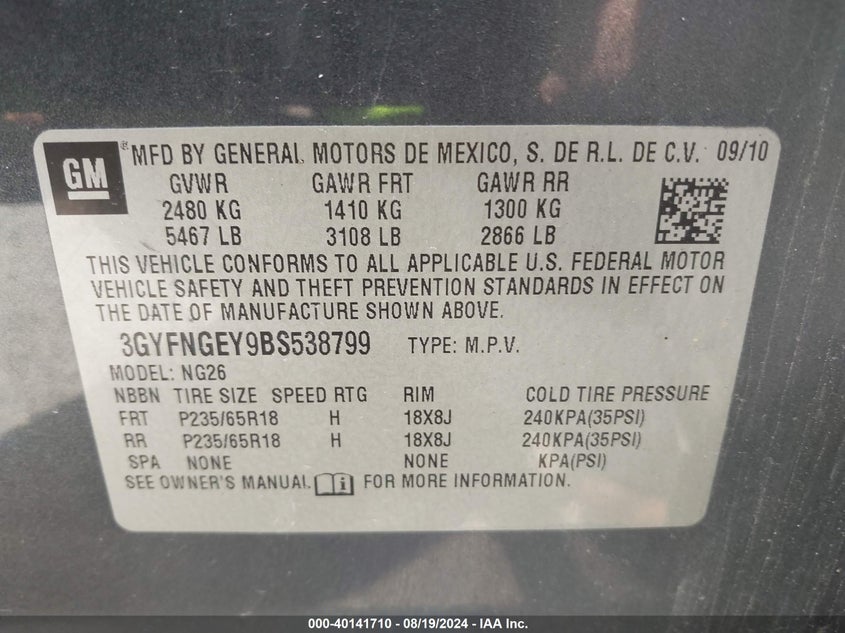 GM ® MFD BY GENERAL MOTORS DE MEXICO, S. DE R.L. DE C.V. 09/10
GVWR GAWR FRT GAWR RR
2480 KG 1410 KG 1300 KG
5467 LB 3108 LB 2866 LB
THIS VEHICLE CONFORMS TO ALL APPLICABLE U.S. FEDERAL MOTOR
VEHICLE SAFETY AND THEFT PREVENTION STANDARDS IN EFFECT ON
THE DATE OF MANUFACTURE SHOWN ABOVE.
3GYFNGEY9BS538799 TYPE: M.P.V.
MODEL: NG26
NBBN TIRE SIZE SPEED RTG RIM COLD TIRE PRESSURE
FRT P235/65R18 H 18X8J 240KPA(35PSI)
RR P235/65R18 H 18X8J 240KPA(35PSI)
SPA NONE NONE KPA(PSI)
SEE OWNER'S MANUAL i FOR MORE INFORMATION.
000-40141710 - 08/19/2024 - IAA Inc.